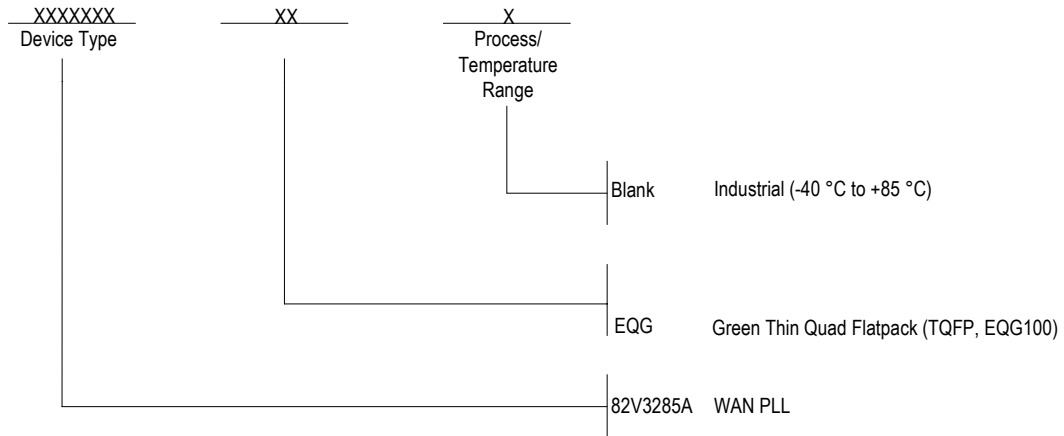 XXXXXXX XX X
Device Type Process/
Temperature
Range
Blank Industrial (-40 °C to +85 °C)
EQG Green Thin Quad Flatpack (TQFP, EQG100)
82V3285A WAN PLL